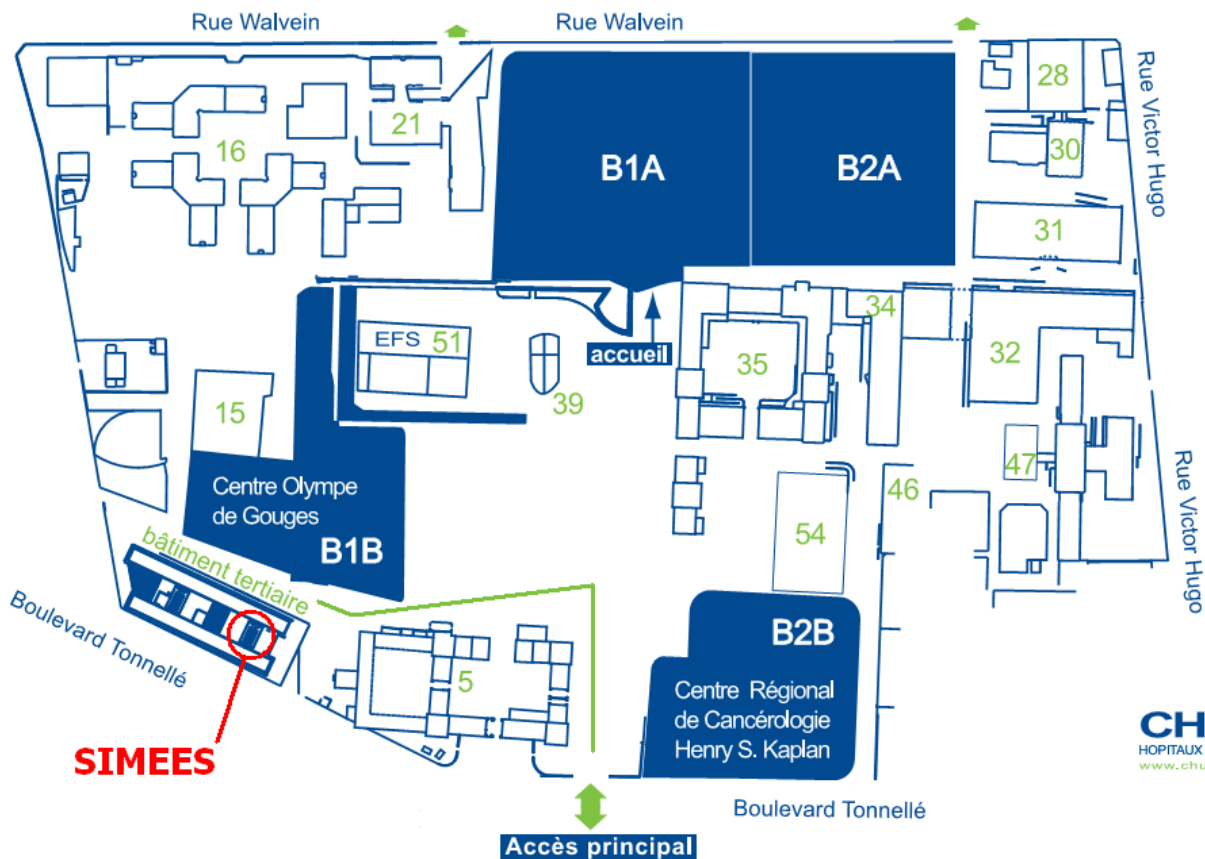 Rue Walvein
Rue Walvein
28
21
16
B1A
B2A
30
Rue Victor Hugo
31
34
EFS 51
accueil
35
32
39
15
47
46
Centre Olympe
de Gouges
B1B
54
Rue Victor Hugo
bâtiment tertiaire
Boulevard Tonnellé
B2B
5
Centre Régional
de Cancérologie
Henry S. Kaplan
SIMEES
CH
HOPITAUX
www.chu
Boulevard Tonnellé
Accès principal